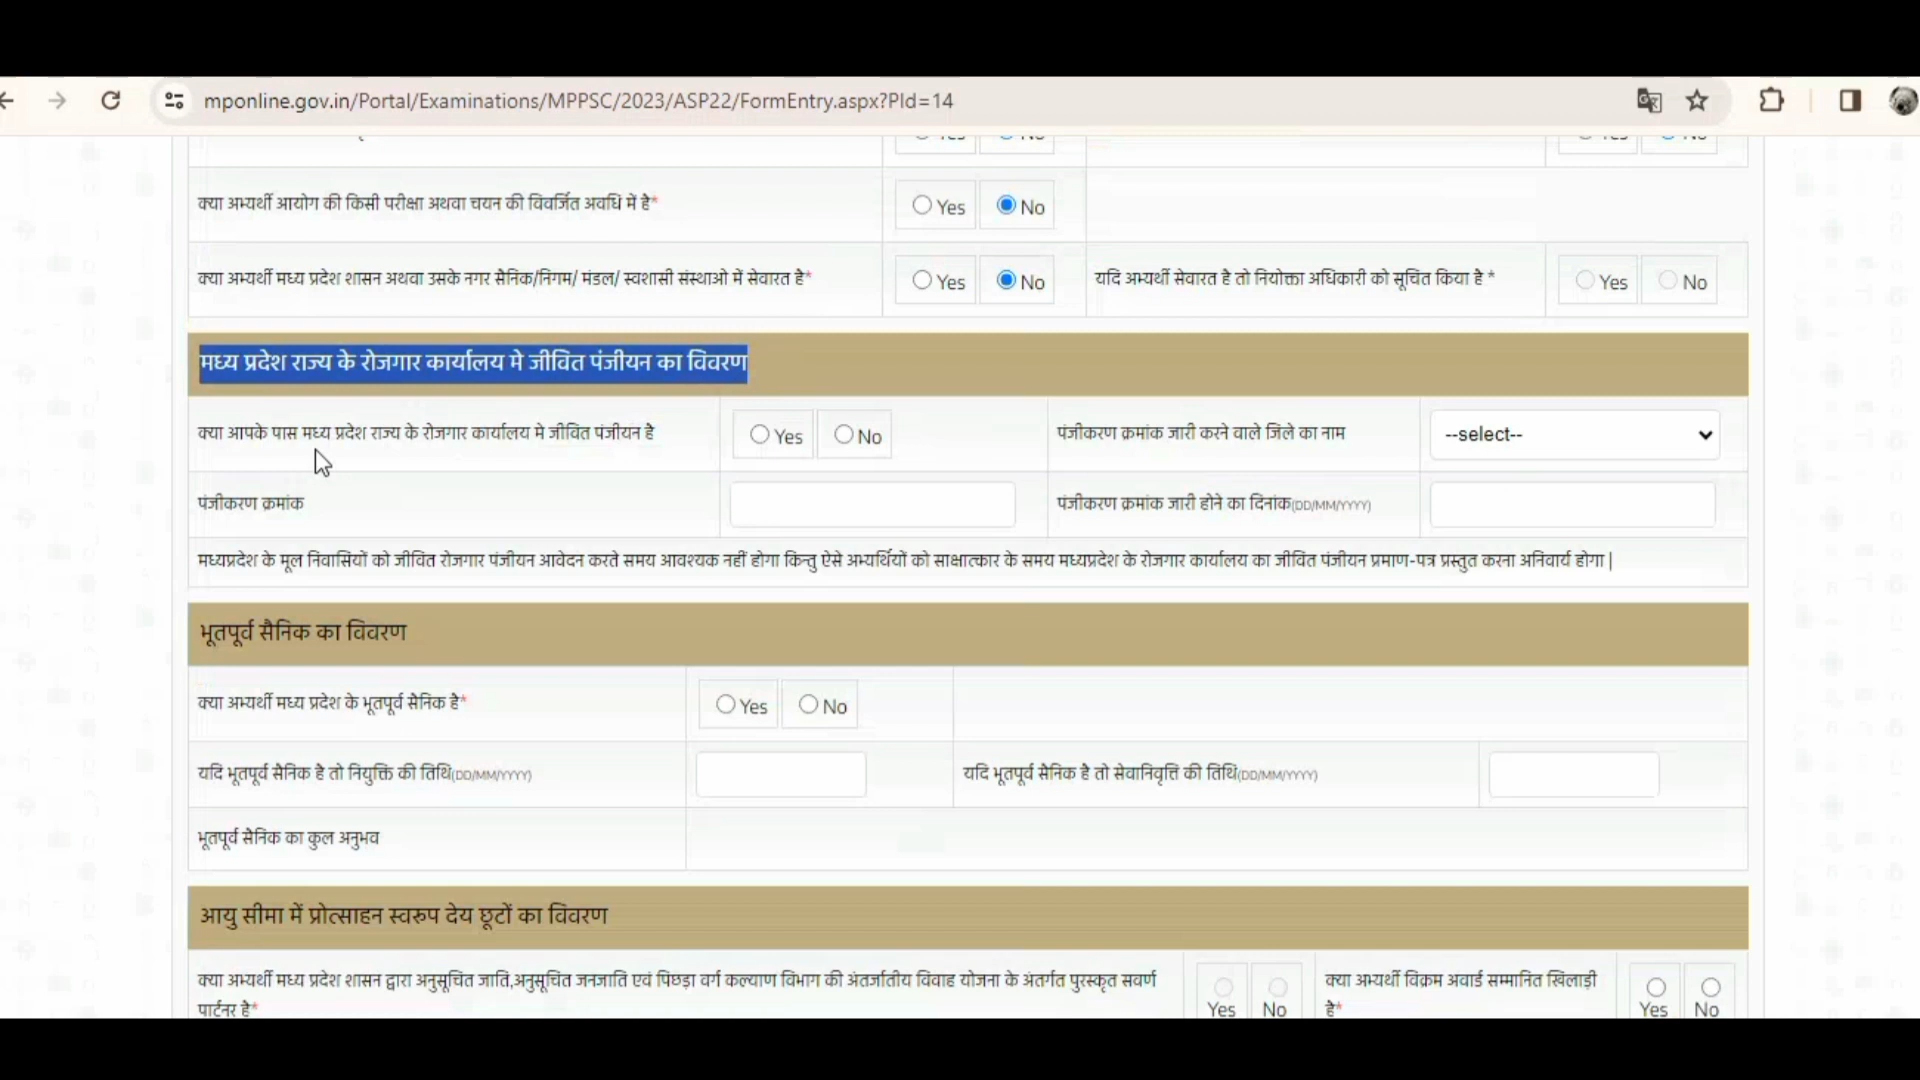 mponline.gov.in/Portal/Examinations/MPPSC/2023/ASP22/FormEntry.aspx?PId=14
क्या अभ्यर्थी आयोग की किसी परीक्षा अथवा चयन की विवर्जित अवधि में है* Yes No
क्या अभ्यर्थी मध्य प्रदेश शासन अथवा उसके नगर सैनिक/निगम/ मंडल/ स्वशासी संस्थाओ में सेवारत है* Yes No यदि अभ्यर्थी सेवारत है तो नियोक्ता अधिकारी को सूचित किया है * Yes No
मध्य प्रदेश राज्य के रोजगार कार्यालय मे जीवित पंजीयन का विवरण
क्या आपके पास मध्य प्रदेश राज्य के रोजगार कार्यालय मे जीवित पंजीयन है Yes No पंजीकरण क्रमांक जारी करने वाले जिले का नाम --select--
पंजीकरण क्रमांक पंजीकरण क्रमांक जारी होने का दिनांक(DD/MM/YYYY)
मध्यप्रदेश के मूल निवासियों को जीवित रोजगार पंजीयन आवेदन करते समय आवश्यक नहीं होगा किन्तु ऐसे अभ्यर्थियों को साक्षात्कार के समय मध्यप्रदेश के रोजगार कार्यालय का जीवित पंजीयन प्रमाण-पत्र प्रस्तुत करना अनिवार्य होगा |
भूतपूर्व सैनिक का विवरण
क्या अभ्यर्थी मध्य प्रदेश के भूतपूर्व सैनिक है* Yes No
यदि भूतपूर्व सैनिक है तो नियुक्ति की तिथि(DD/MM/YYYY) यदि भूतपूर्व सैनिक है तो सेवानिवृत्ति की तिथि(DD/MM/YYYY)
भूतपूर्व सैनिक का कुल अनुभव
आयु सीमा में प्रोत्साहन स्वरूप देय छूटों का विवरण
क्या अभ्यर्थी मध्य प्रदेश शासन द्वारा अनुसूचित जाति,अनुसूचित जनजाति एवं पिछड़ा वर्ग कल्याण विभाग की अंतर्जातीय विवाह योजना के अंतर्गत पुरस्कृत सवर्ण क्या अभ्यर्थी विक्रम अवार्ड सम्मानित खिलाड़ी
पार्टनर है* Yes No है* Yes No